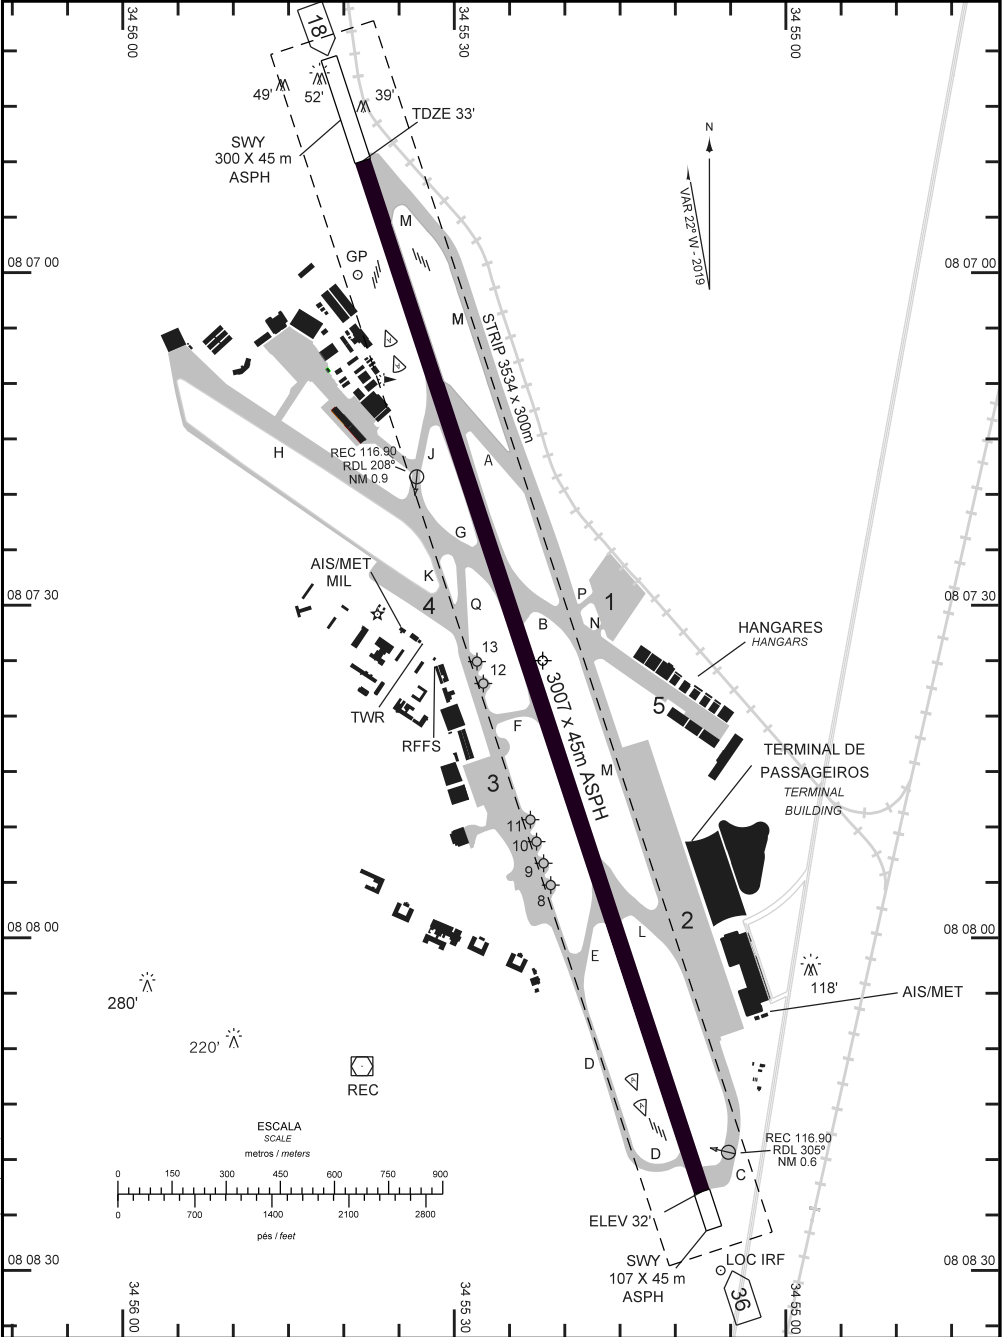 34 56 00
34 55 30
34 55 00
18
49'
52'
39'
TDZE 33'
SWY
300 X 45 m
ASPH
N
VAR 22° W - 2019
M
GP
08 07 00
08 07 00
M
STRIP 3534 x 300m
H
REC 116.90
RDL 208°
NM 0.9
J
A
G
AIS/MET
MIL
K
4
Q
P
1
08 07 30
08 07 30
B
N
HANGARES
HANGARS
13
12
3007 x 45m ASPH
5
TWR
RFFS
F
M
TERMINAL DE
PASSAGEIROS
TERMINAL
BUILDING
3
11
10
9
8
2
L
E
08 08 00
08 08 00
118'
AIS/MET
280'
220'
REC
D
D
REC 116.90
RDL 305°
NM 0.6
C
ESCALA
SCALE
metros / meters
0 150 300 450 600 750 900
0 700 1400 2100 2800
pés / feet
ELEV 32'
SWY
107 X 45 m
ASPH
LOC IRF
36
08 08 30
08 08 30
34 56 00
34 55 30
34 55 00